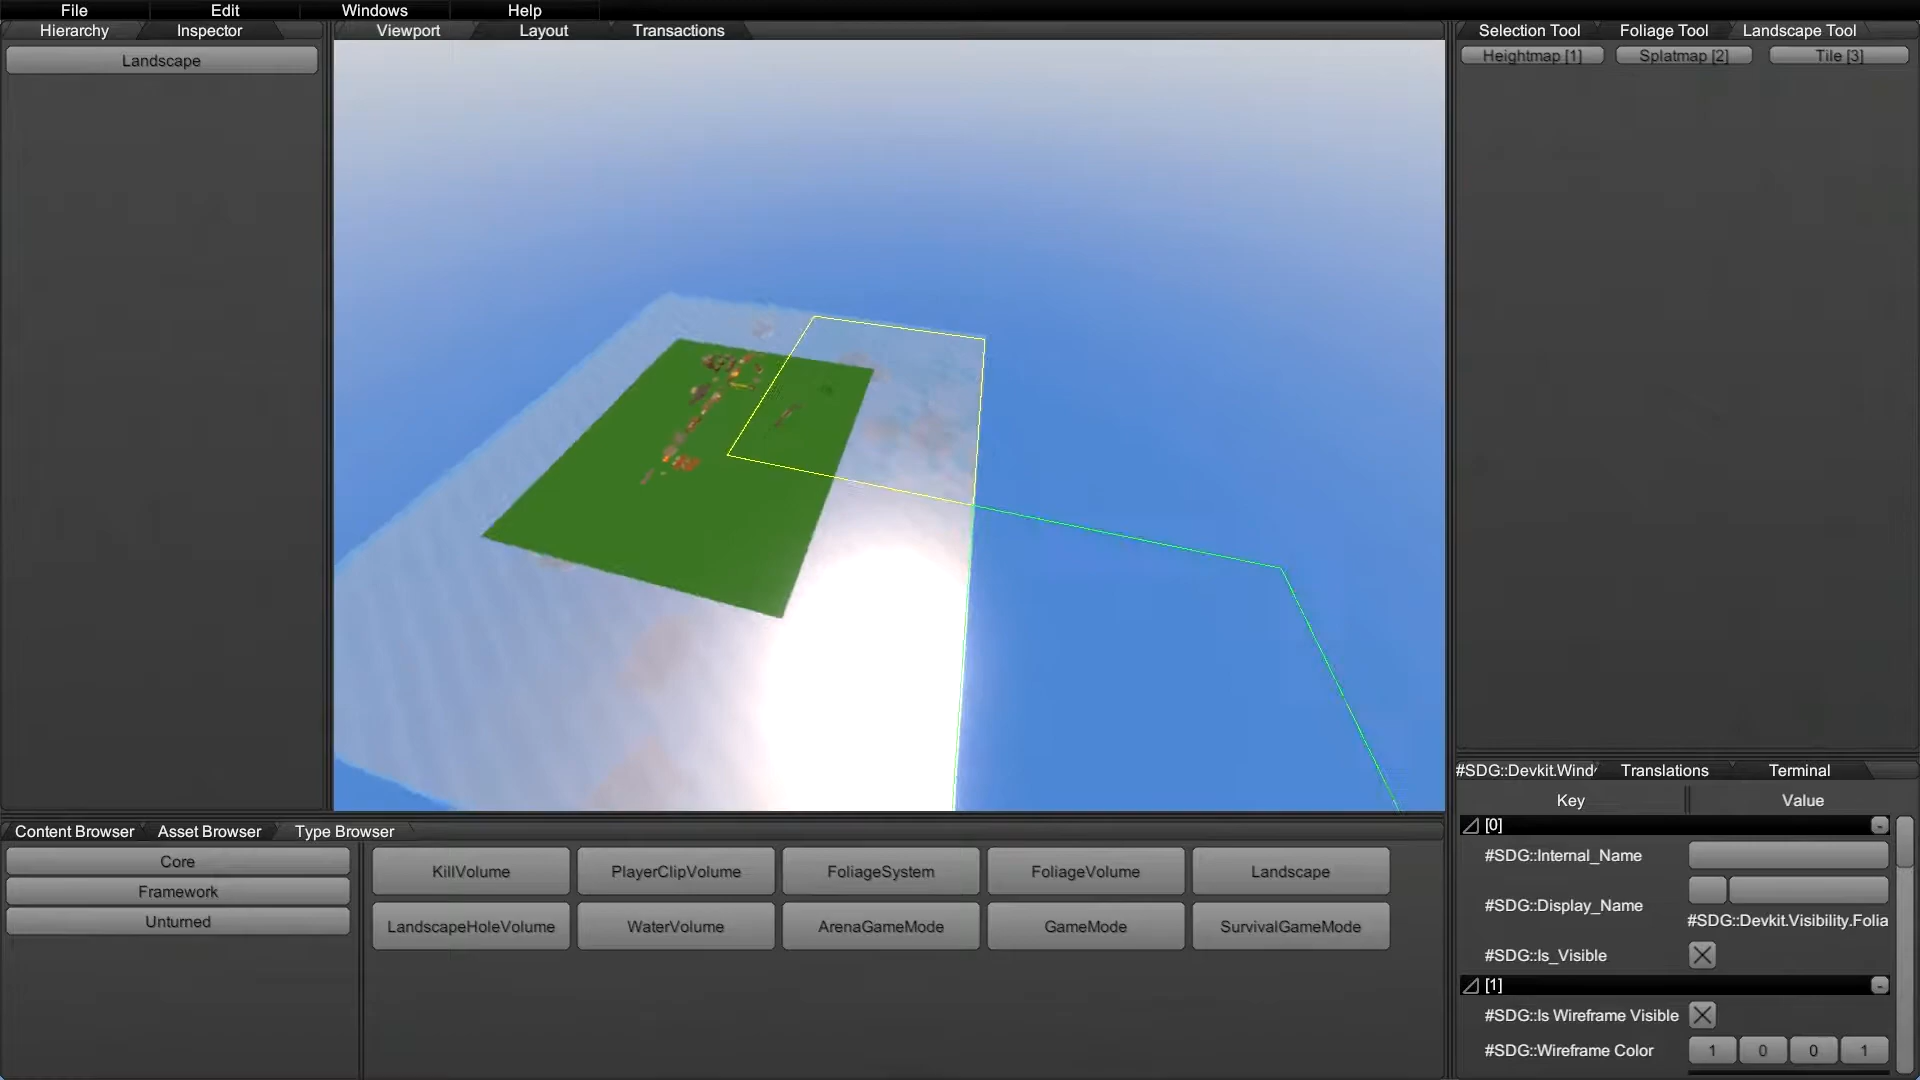 File Edit Windows Help
Hierarchy Inspector Viewport Layout Transactions Selection Tool Foliage Tool Landscape Tool
Landscape
Heightmap [1] Splatmap [2] Tile [3]
#SDG::Devkit.Wind Translations Terminal
Key Value
[0]
#SDG::Internal_Name
#SDG::Display_Name
#SDG::Devkit.Visibility.Folia
#SDG::Is_Visible
[1]
#SDG::Is Wireframe Visible
#SDG::Wireframe Color 1 0 0 1
Content Browser Asset Browser Type Browser
Core
Framework
Unturned
KillVolume PlayerClipVolume FoliageSystem FoliageVolume Landscape
LandscapeHoleVolume WaterVolume ArenaGameMode GameMode SurvivalGameMode